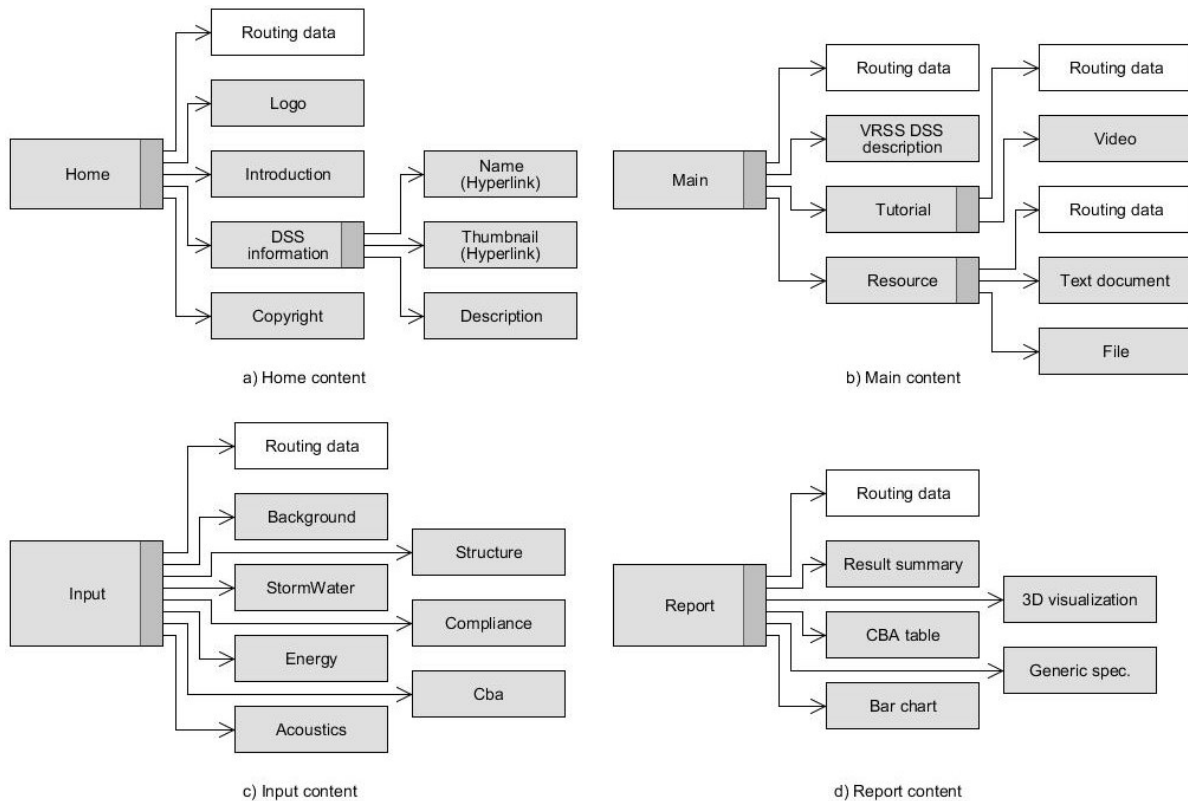 Routing data
Logo
Home
Introduction
DSS
information
Copyright
Name
(Hyperlink)
Thumbnail
(Hyperlink)
Description
a) Home content
Routing data
VRSS DSS
description
Main
Tutorial
Resource
Routing data
Video
Routing data
Text document
File
b) Main content
Routing data
Background
Structure
Input
StormWater
Compliance
Energy
Cba
Acoustics
c) Input content
Routing data
Result summary
Report
3D visualization
CBA table
Generic spec.
Bar chart
d) Report content